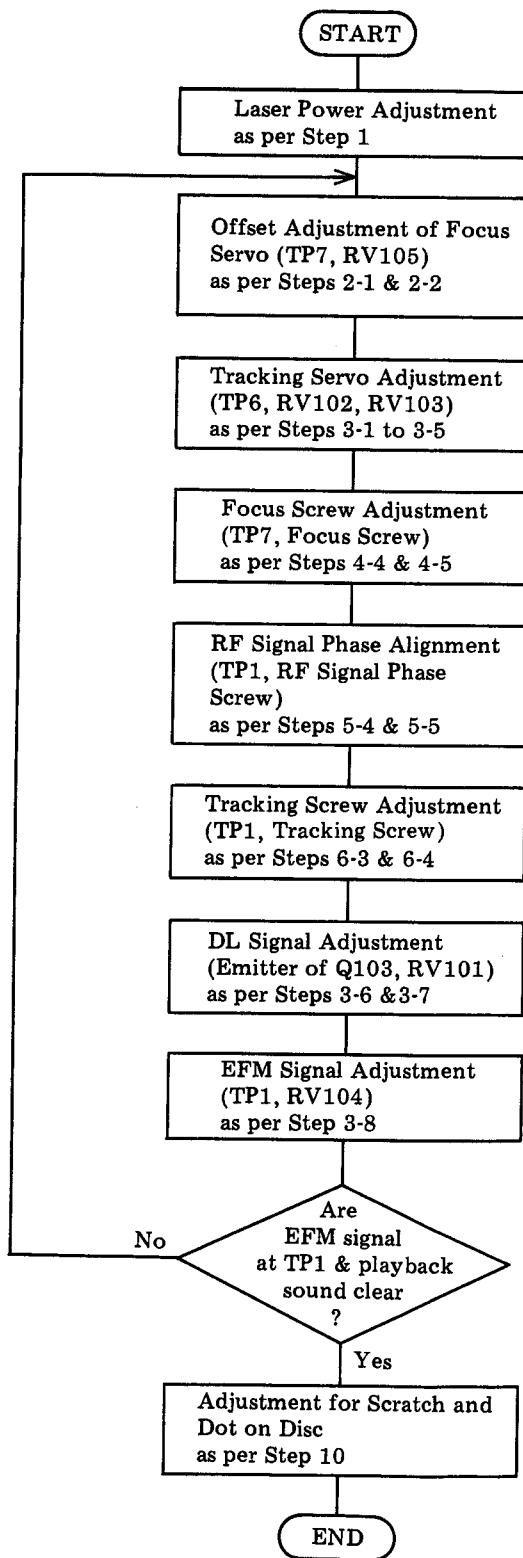 START
Laser Power Adjustment
as per Step 1
Offset Adjustment of Focus
Servo (TP7, RV105)
as per Steps 2-1 & 2-2
Tracking Servo Adjustment
(TP6, RV102, RV103)
as per Steps 3-1 to 3-5
Focus Screw Adjustment
(TP7, Focus Screw)
as per Steps 4-4 & 4-5
RF Signal Phase Alignment
(TP1, RF Signal Phase
Screw)
as per Steps 5-4 & 5-5
Tracking Screw Adjustment
(TP1, Tracking Screw)
as per Steps 6-3 & 6-4
DL Signal Adjustment
(Emitter of Q103, RV101)
as per Steps 3-6 &3-7
EFM Signal Adjustment
(TP1, RV104)
as per Step 3-8
Are
EFM signal
at TP1 & playback
sound clear
?
No
Yes
Adjustment for Scratch and
Dot on Disc
as per Step 10
END